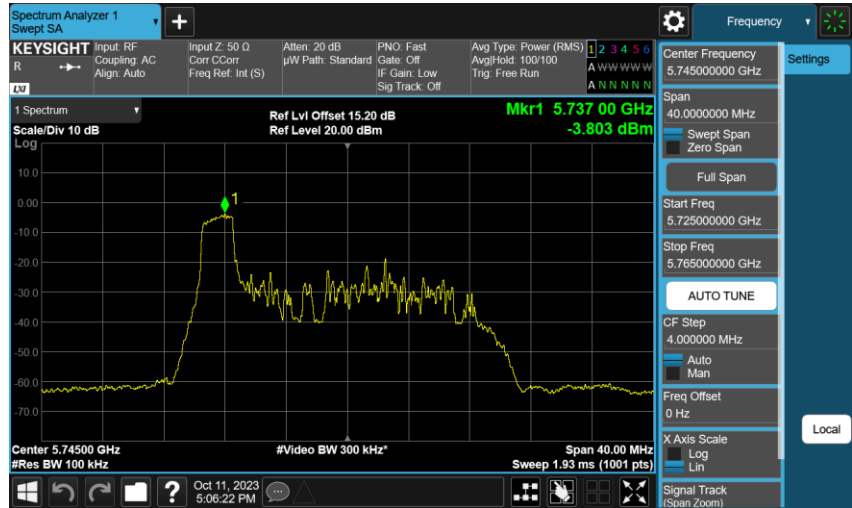 Spectrum Analyzer 1
Swept SA
+
Frequency
KEYSIGHT
R
LXI
Input: RF
Coupling: AC
Align: Auto
Input Z: 50 Ω
Corr CCorr
Freq Ref: Int (S)
Atten: 20 dB
µW Path: Standard
PNO: Fast
Gate: Off
IF Gain: Low
Sig Track: Off
Avg Type: Power (RMS)
Avg|Hold: 100/100
Trig: Free Run
1 2 3 4 5 6
A W W W W W
A N N N N N
1 Spectrum
Scale/Div 10 dB
Log
Ref Lvl Offset 15.20 dB
Ref Level 20.00 dBm
Mkr1 5.737 00 GHz
-3.803 dBm
1
10.0
0.00
-10.0
-20.0
-30.0
-40.0
-50.0
-60.0
-70.0
Center 5.74500 GHz
#Res BW 100 kHz
#Video BW 300 kHz*
Span 40.00 MHz
Sweep 1.93 ms (1001 pts)
?
Oct 11, 2023
5:06:22 PM
Center Frequency
5.745000000 GHz
Settings
Span
40.0000000 MHz
Swept Span
Zero Span
Full Span
Start Freq
5.725000000 GHz
Stop Freq
5.765000000 GHz
AUTO TUNE
CF Step
4.000000 MHz
Auto
Man
Freq Offset
0 Hz
X Axis Scale
Log
Lin
Signal Track
(Span Zoom)
Local